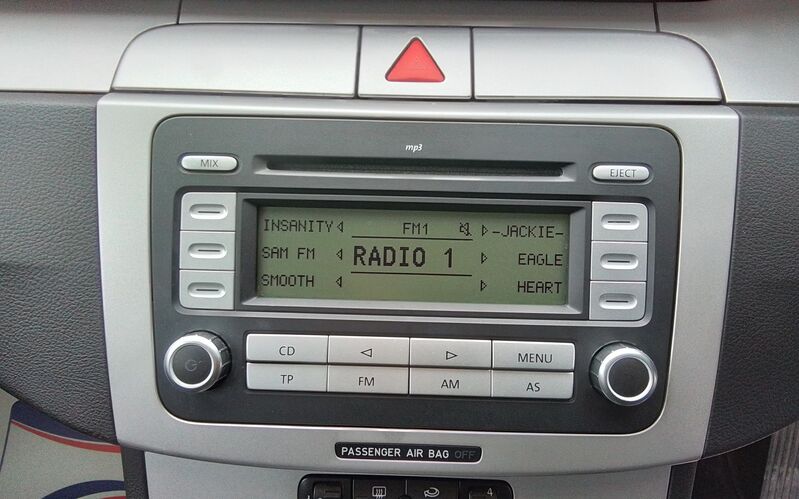 mp3
MIX
EJECT
INSANITY FM1 -JACKIE-
SAM FM RADIO 1 EAGLE
SMOOTH HEART
CD MENU
TP FM AM AS
PASSENGER AIR BAG OFF
4